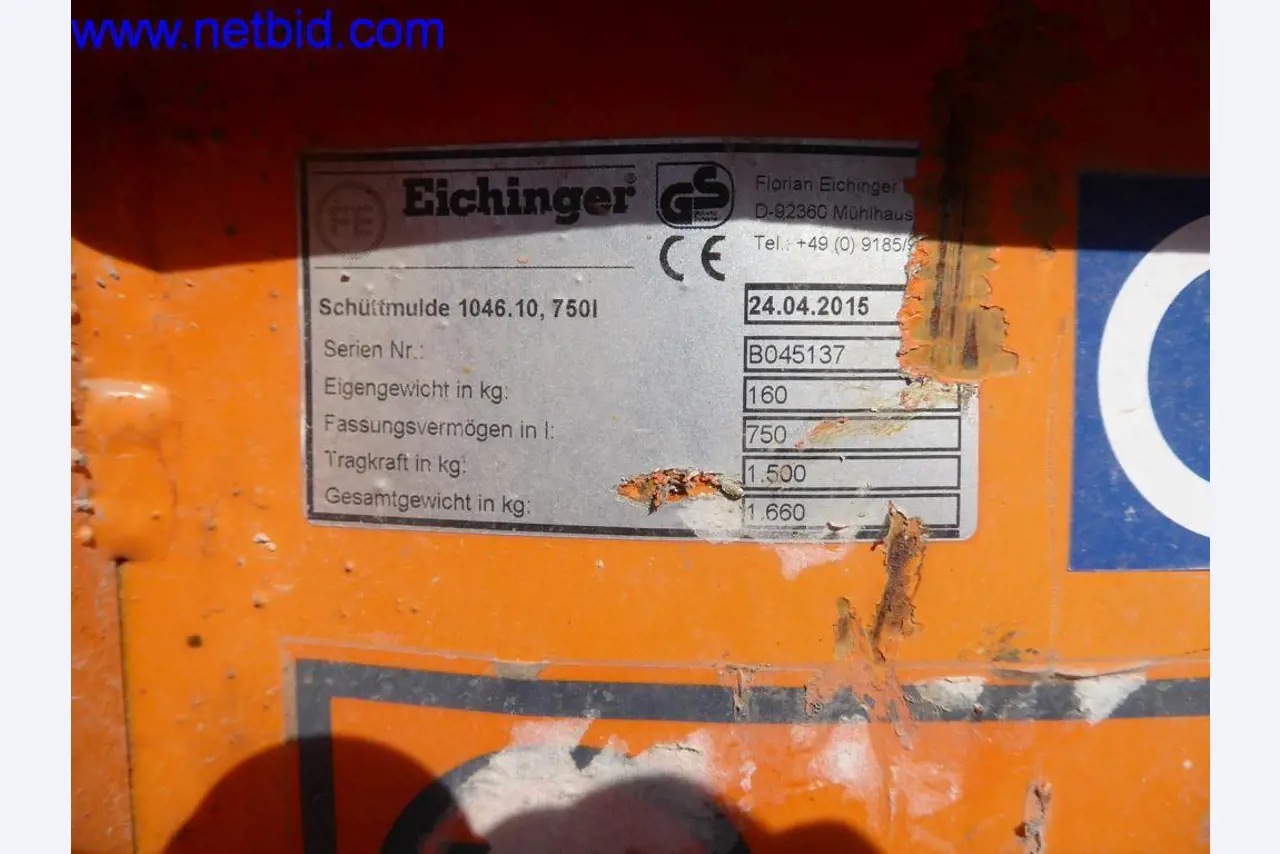 www.netbid.com
FE Eichinger® GS
Florian Eichinger
D-92360 Mühlhaus
Tel.: +49 (0) 9185/
CE
Schüttmulde 1046.10, 750l
24.04.2015
Serien Nr.: B045137
Eigengewicht in kg: 160
Fassungsvermögen in l: 750
Tragkraft in kg: 1.500
Gesamtgewicht in kg: 1.660